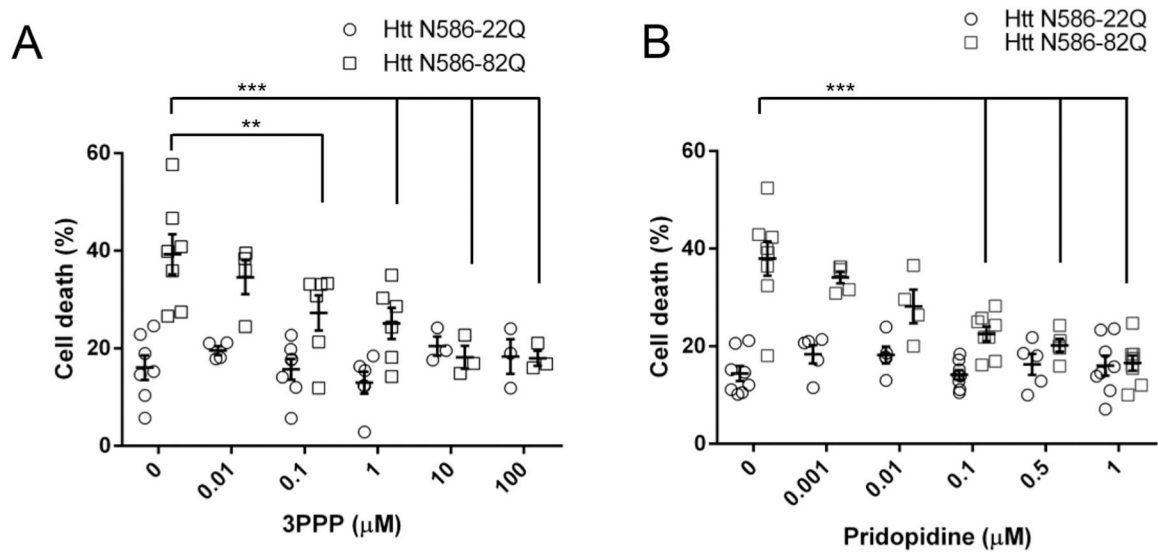 A
Htt N586-22Q
Htt N586-82Q
***
**
60
40
20
0
Cell death (%)
0
0.01
0.1
1
10
100
3PPP (μM)
B
Htt N586-22Q
Htt N586-82Q
***
60
40
20
0
Cell death (%)
0
0.001
0.01
0.1
0.5
1
Pridopidine (μM)